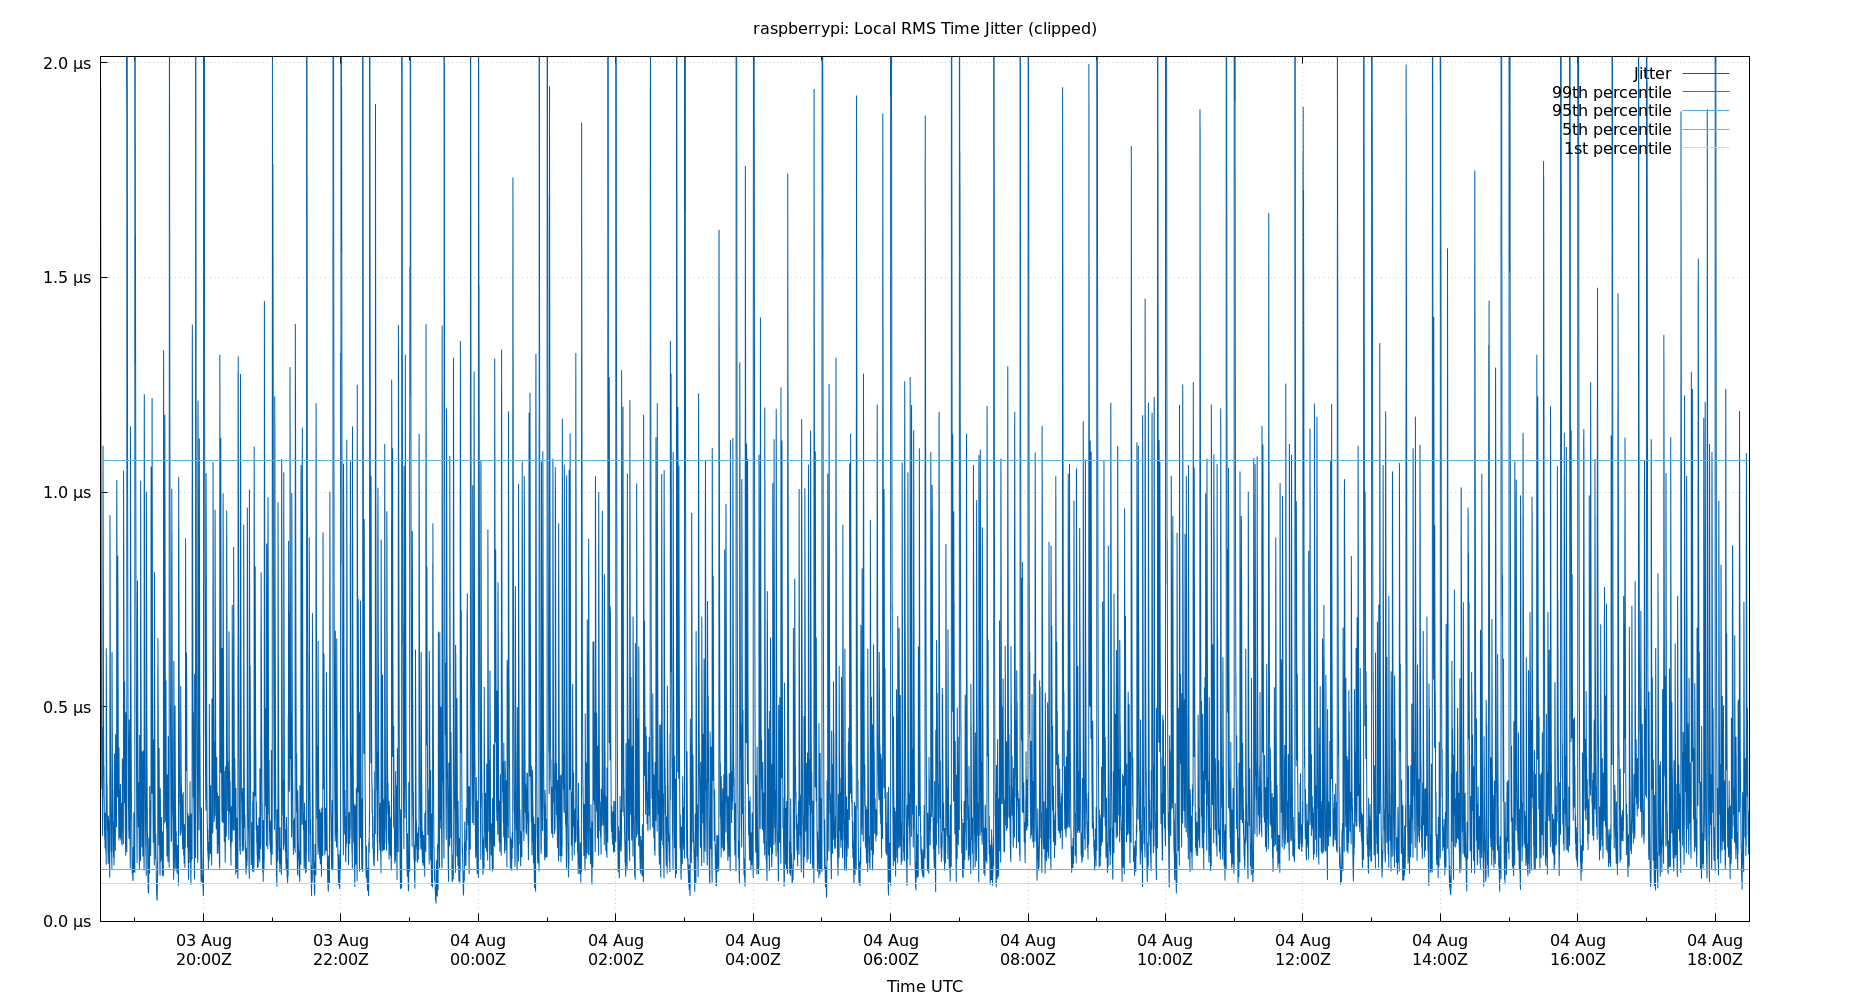 raspberrypi: Local RMS Time Jitter (clipped)
2.0 µs
1.5 µs
1.0 µs
0.5 µs
0.0 µs
Jitter
99th percentile
95th percentile
5th percentile
1st percentile
03 Aug 03 Aug 04 Aug 04 Aug 04 Aug 04 Aug 04 Aug 04 Aug 04 Aug 04 Aug 04 Aug 04 Aug
20:00Z 22:00Z 00:00Z 02:00Z 04:00Z 06:00Z 08:00Z 10:00Z 12:00Z 14:00Z 16:00Z 18:00Z
Time UTC